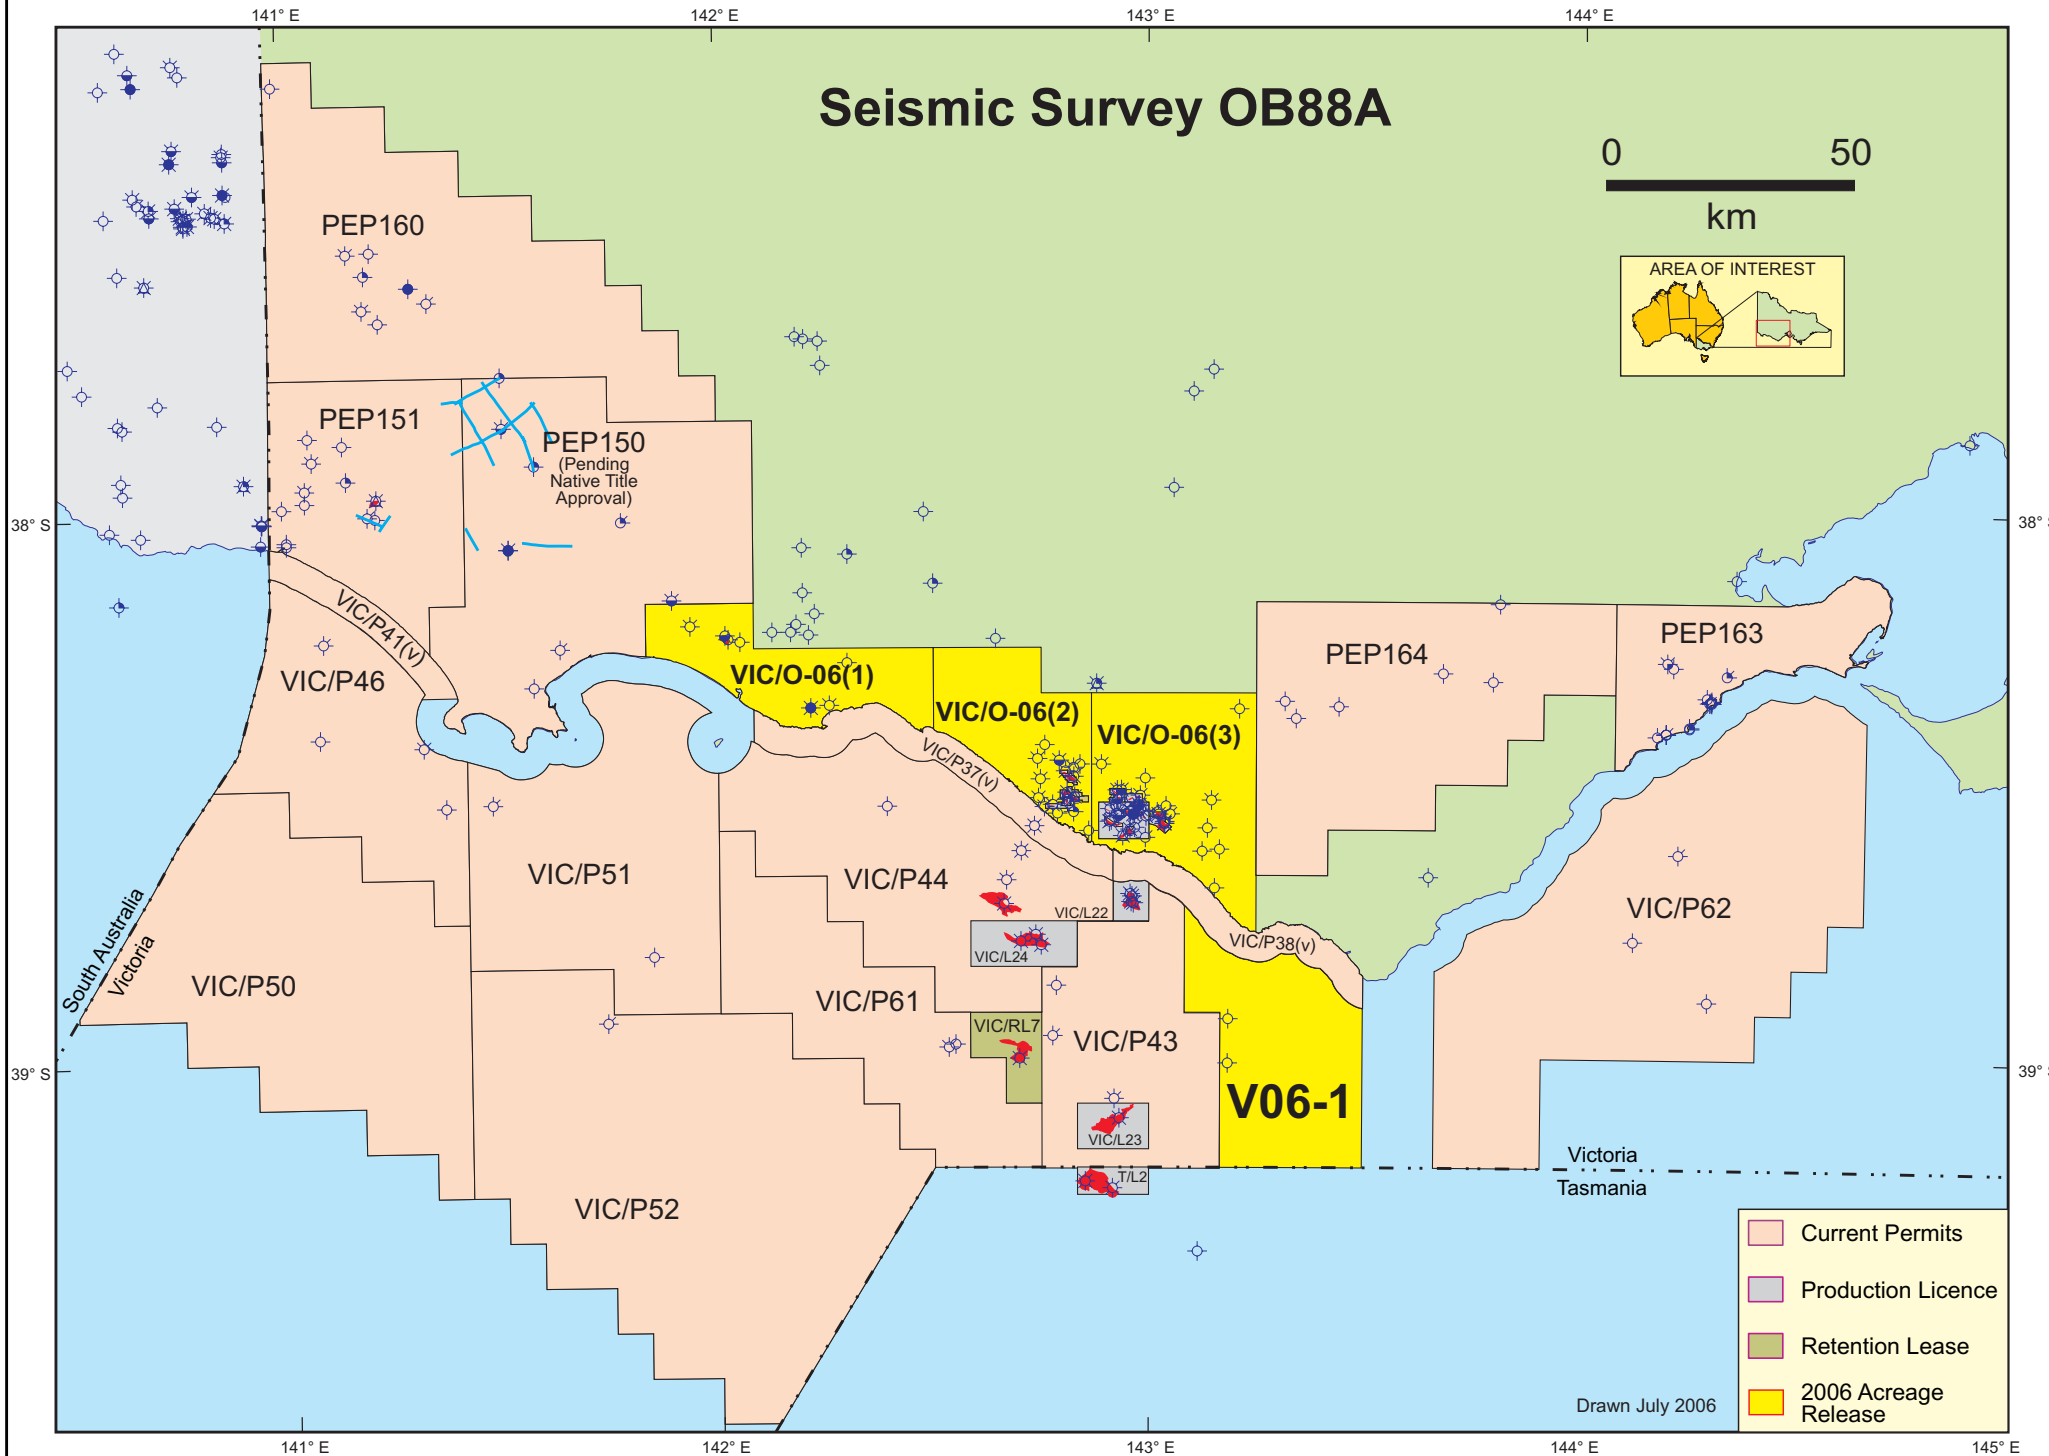 141° E
142° E
143° E
144° E
Seismic Survey OB88A
0
50
km
AREA OF INTEREST
PEP160
PEP151
PEP150
(Pending
Native Title
Approval)
38° S
38° S
VIC/P41(v)
VIC/P46
VIC/O-06(1)
VIC/O-06(2)
VIC/O-06(3)
PEP164
PEP163
VIC/P37(v)
VIC/P51
VIC/P44
VIC/L22
VIC/P62
VIC/P38(v)
VIC/L24
South Australia
Victoria
VIC/P50
VIC/P61
VIC/RL7
VIC/P43
39° S
39° S
V06-1
VIC/L23
T/L2
Victoria
Tasmania
VIC/P52
Current Permits
Production Licence
Retention Lease
2006 Acreage
Release
Drawn July 2006
141° E
142° E
143° E
144° E
145° E